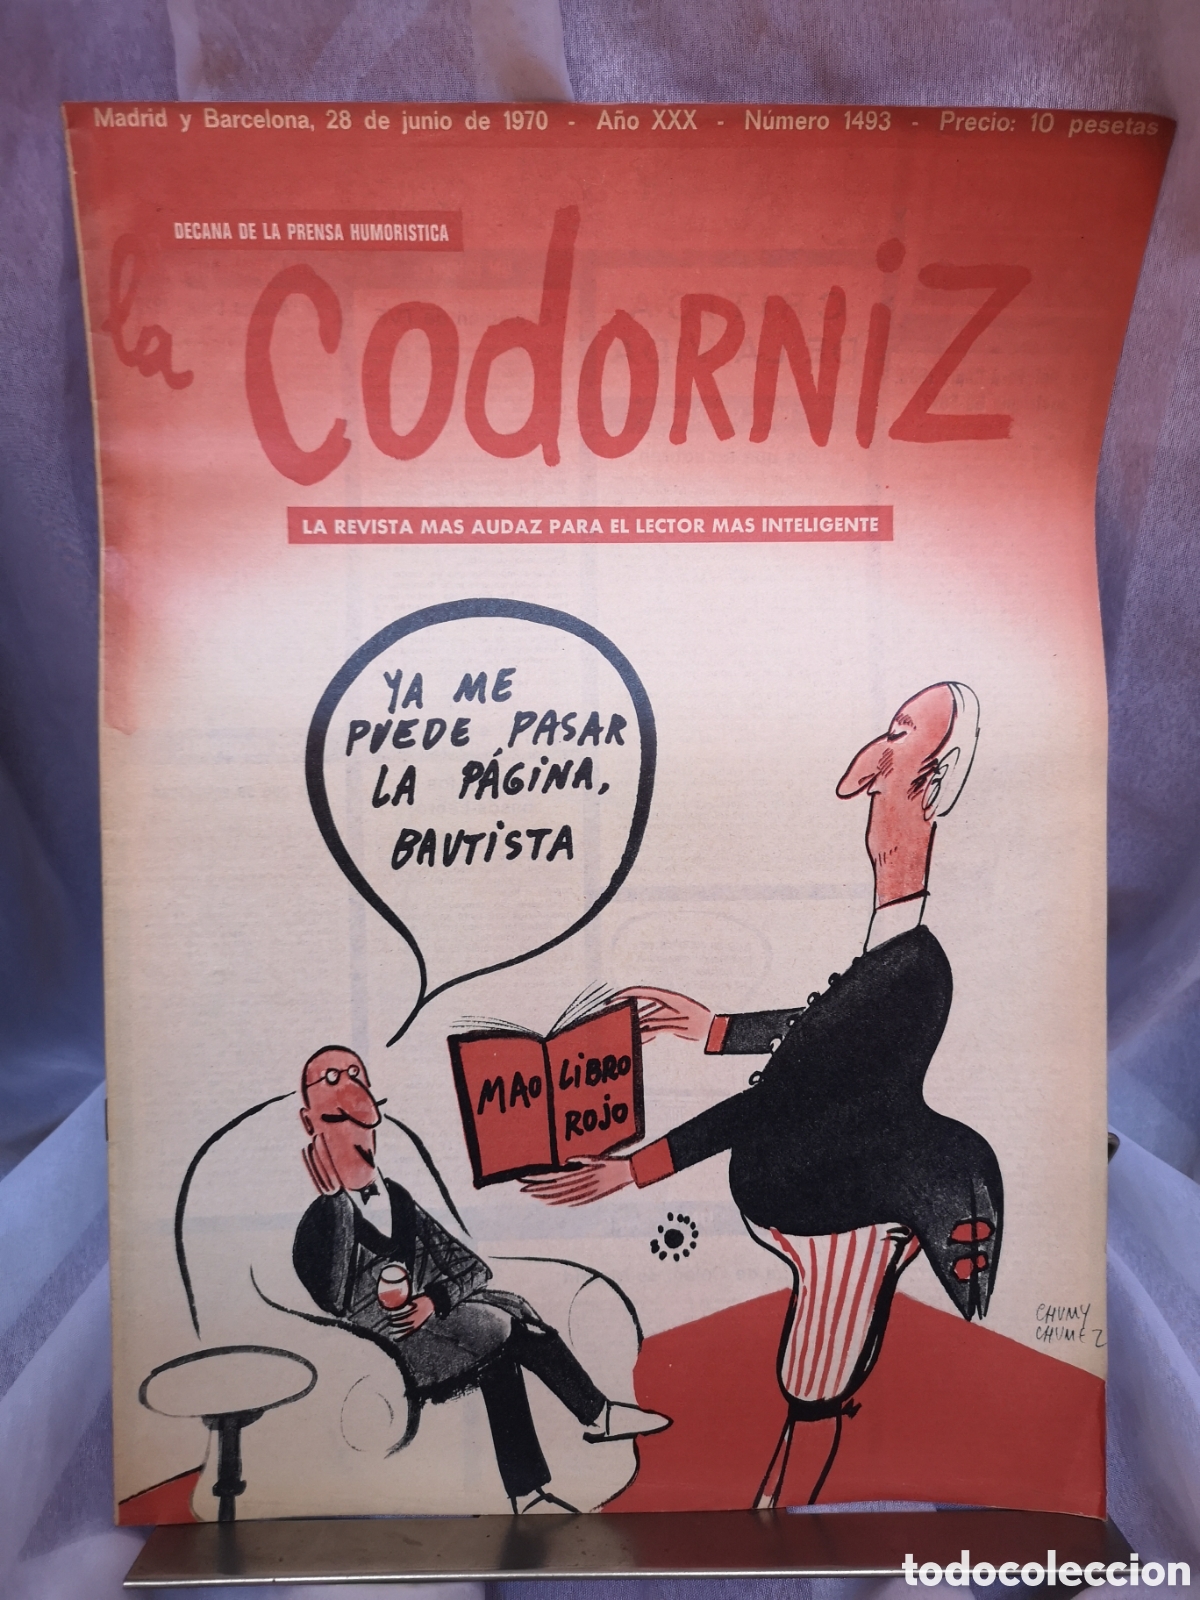 Madrid y Barcelona, 28 de junio de 1970 - Año XXX - Número 1493 - Precio: 10 pesetas
DECANA DE LA PRENSA HUMORISTICA
la CODORNIZ
LA REVISTA MAS AUDAZ PARA EL LECTOR MAS INTELIGENTE
YA ME
PUEDE PASAR
LA PÁGINA,
BAUTISTA
MAO LIBRO
ROJO
CHUMY
CHUMEZ
todocoleccion